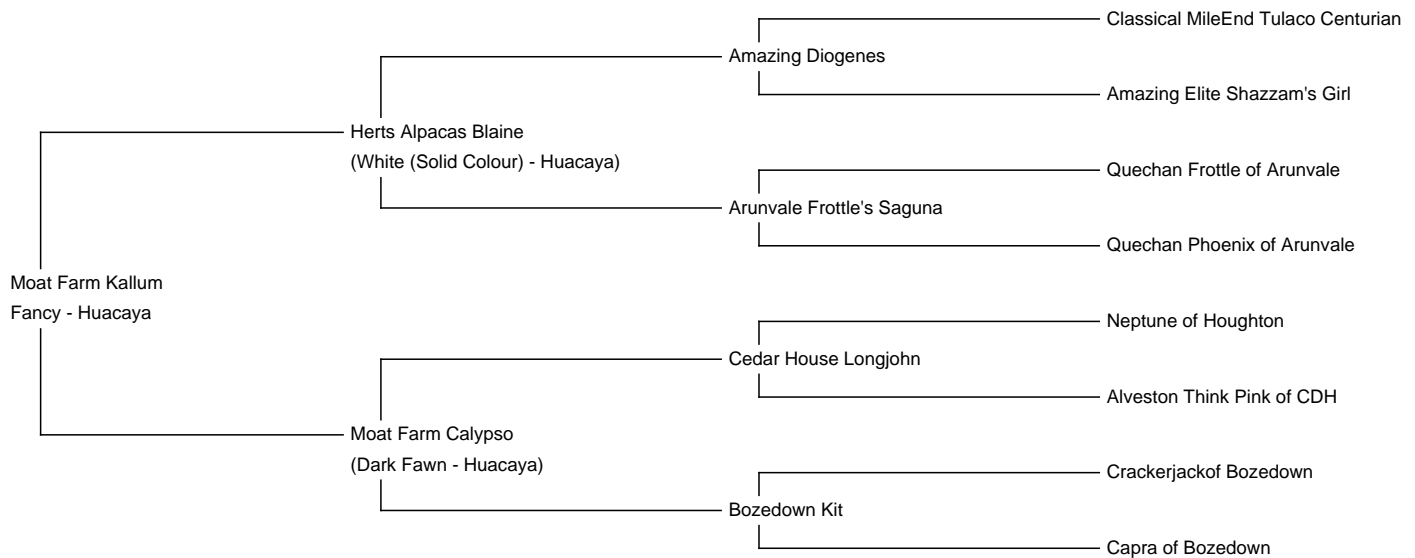 Classical MileEnd Tulaco Centurian
Amazing Diogenes
Amazing Elite Shazzam's Girl
Herts Alpacas Blaine
(White (Solid Colour) - Huacaya)
Quechan Frottle of Arunvale
Arunvale Frottle's Saguna
Quechan Phoenix of Arunvale
Moat Farm Kallum
Fancy - Huacaya
Neptune of Houghton
Cedar House Longjohn
Alveston Think Pink of CDH
Moat Farm Calypso
(Dark Fawn - Huacaya)
Crackerjackof Bozedown
Bozedown Kit
Capra of Bozedown